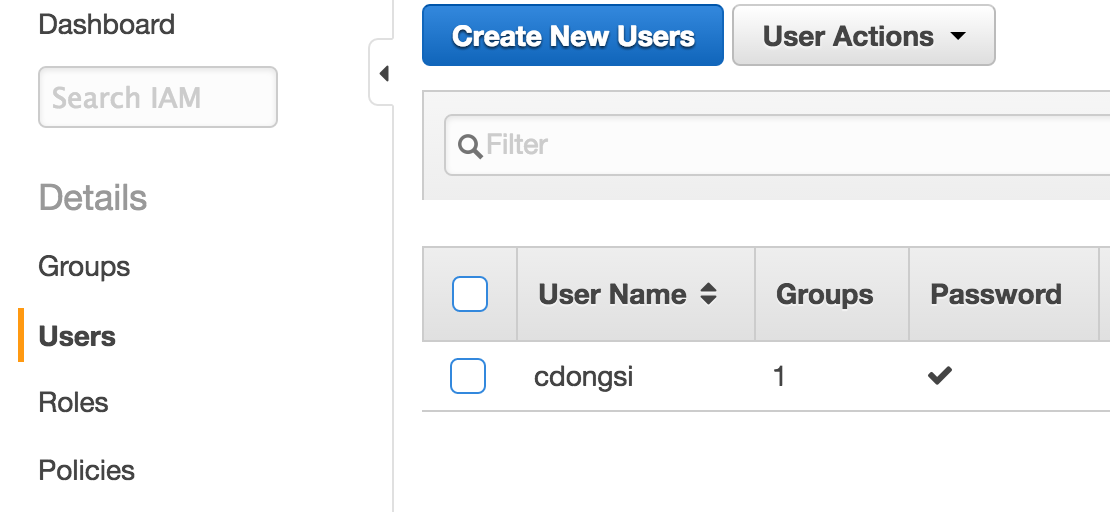 Dashboard
Search IAM
Details
Groups
Users
Roles
Policies
Create New Users
User Actions
Filter
User Name Groups Password
cdongsi 1